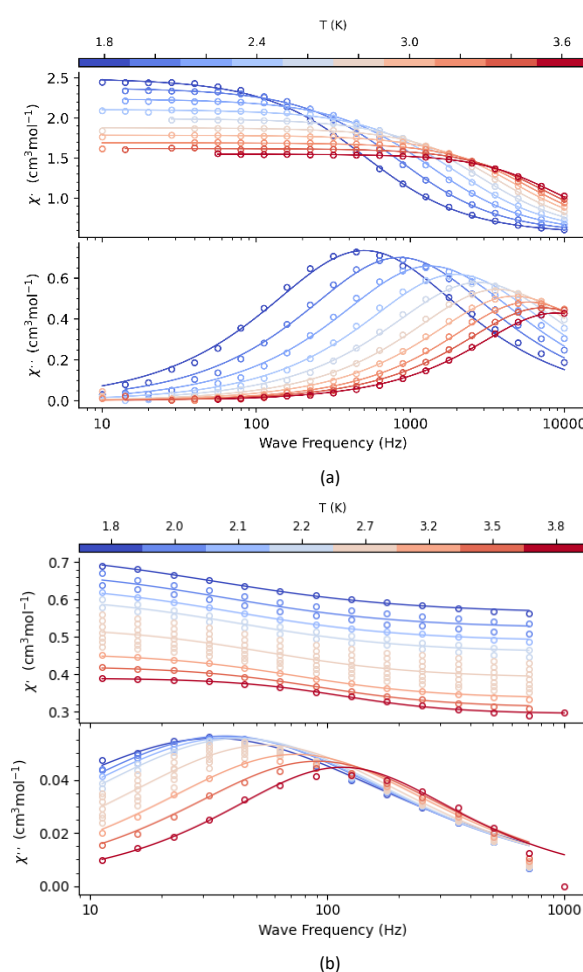 T (K)
1.8 2.4 3.0 3.6
2.5
2.0
1.5
1.0
χ' (cm³mol⁻¹)
0.6
0.4
0.2
0.0
χ'' (cm³mol⁻¹)
10 100 1000 10000
Wave Frequency (Hz)
(a)
T (K)
1.8 2.0 2.1 2.2 2.7 3.2 3.5 3.8
0.7
0.6
0.5
0.4
0.3
χ' (cm³mol⁻¹)
0.04
0.02
0.00
χ'' (cm³mol⁻¹)
10 100 1000
Wave Frequency (Hz)
(b)